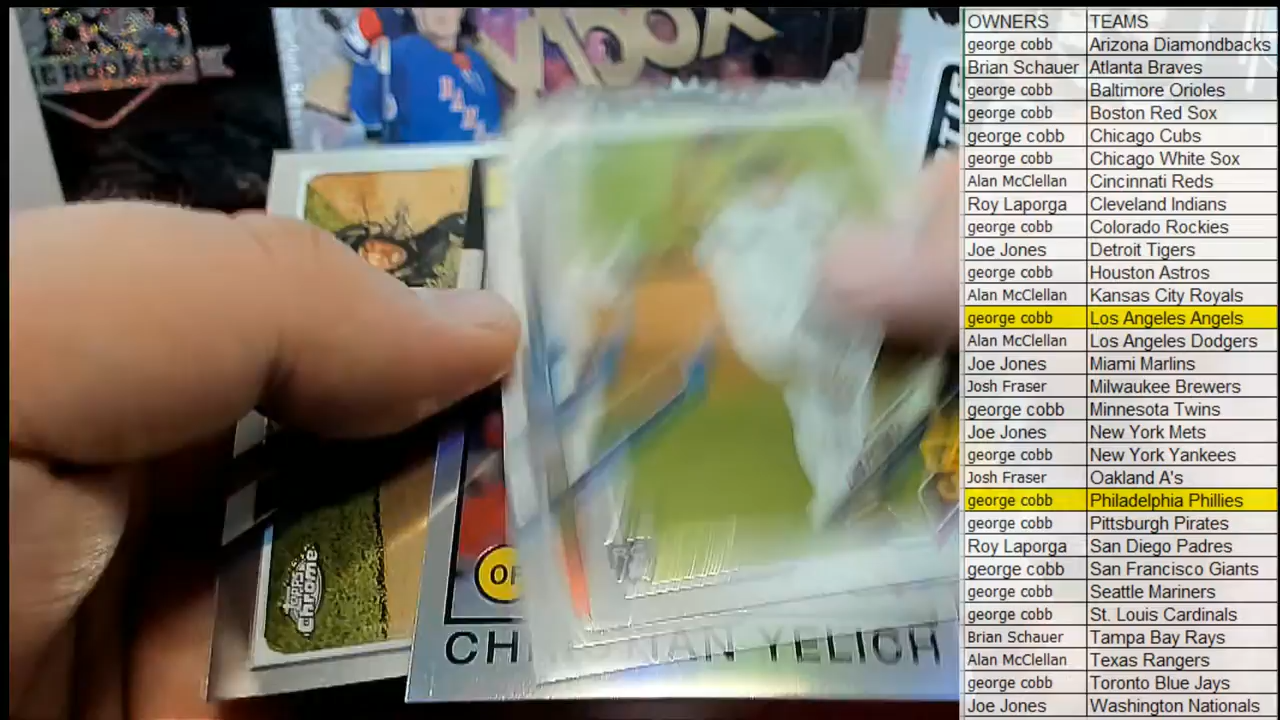 OWNERS TEAMS
george cobb Arizona Diamondbacks
Brian Schauer Atlanta Braves
george cobb Baltimore Orioles
george cobb Boston Red Sox
george cobb Chicago Cubs
george cobb Chicago White Sox
Alan McClellan Cincinnati Reds
Roy Laporga Cleveland Indians
george cobb Colorado Rockies
Joe Jones Detroit Tigers
george cobb Houston Astros
Alan McClellan Kansas City Royals
george cobb Los Angeles Angels
Alan McClellan Los Angeles Dodgers
Joe Jones Miami Marlins
Josh Fraser Milwaukee Brewers
george cobb Minnesota Twins
Joe Jones New York Mets
george cobb New York Yankees
Josh Fraser Oakland A's
george cobb Philadelphia Phillies
george cobb Pittsburgh Pirates
Roy Laporga San Diego Padres
george cobb San Francisco Giants
george cobb Seattle Mariners
george cobb St. Louis Cardinals
Brian Schauer Tampa Bay Rays
Alan McClellan Texas Rangers
george cobb Toronto Blue Jays
Joe Jones Washington Nationals
Topps Chrome
YELICH